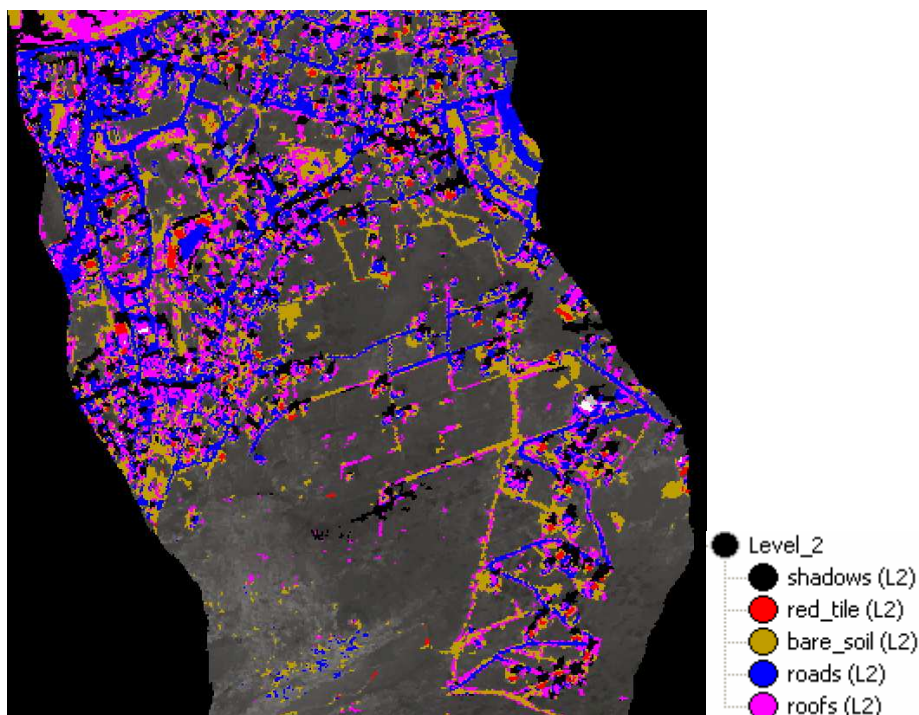 Level_2
shadows (L2)
red_tile (L2)
bare_soil (L2)
roads (L2)
roofs (L2)